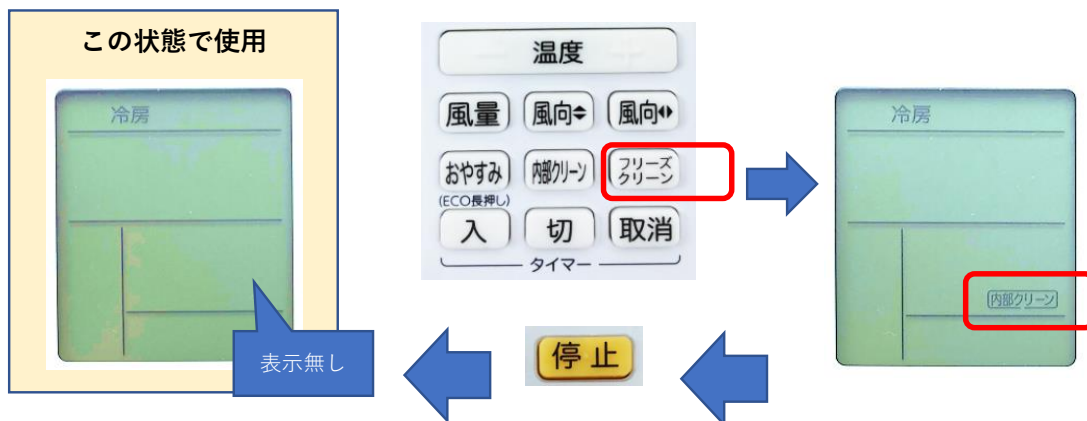 この状態で使用
冷房
表示無し
温度
風量
風向
風向
おやすみ
内部クリーン
フリーズ
クリーン
(ECO長押し)
入
切
取消
タイマー
停止
冷房
内部クリーン